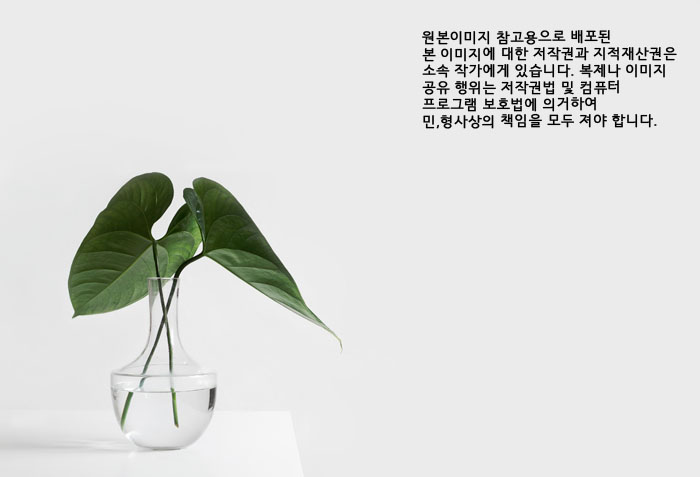 원본이미지 참고용으로 배포된
본 이미지에 대한 저작권과 지적재산권은
소속 작가에게 있습니다. 복제나 이미지
공유 행위는 저작권법 및 컴퓨터
프로그램 보호법에 의거하여
민,형사상의 책임을 모두 져야 합니다.